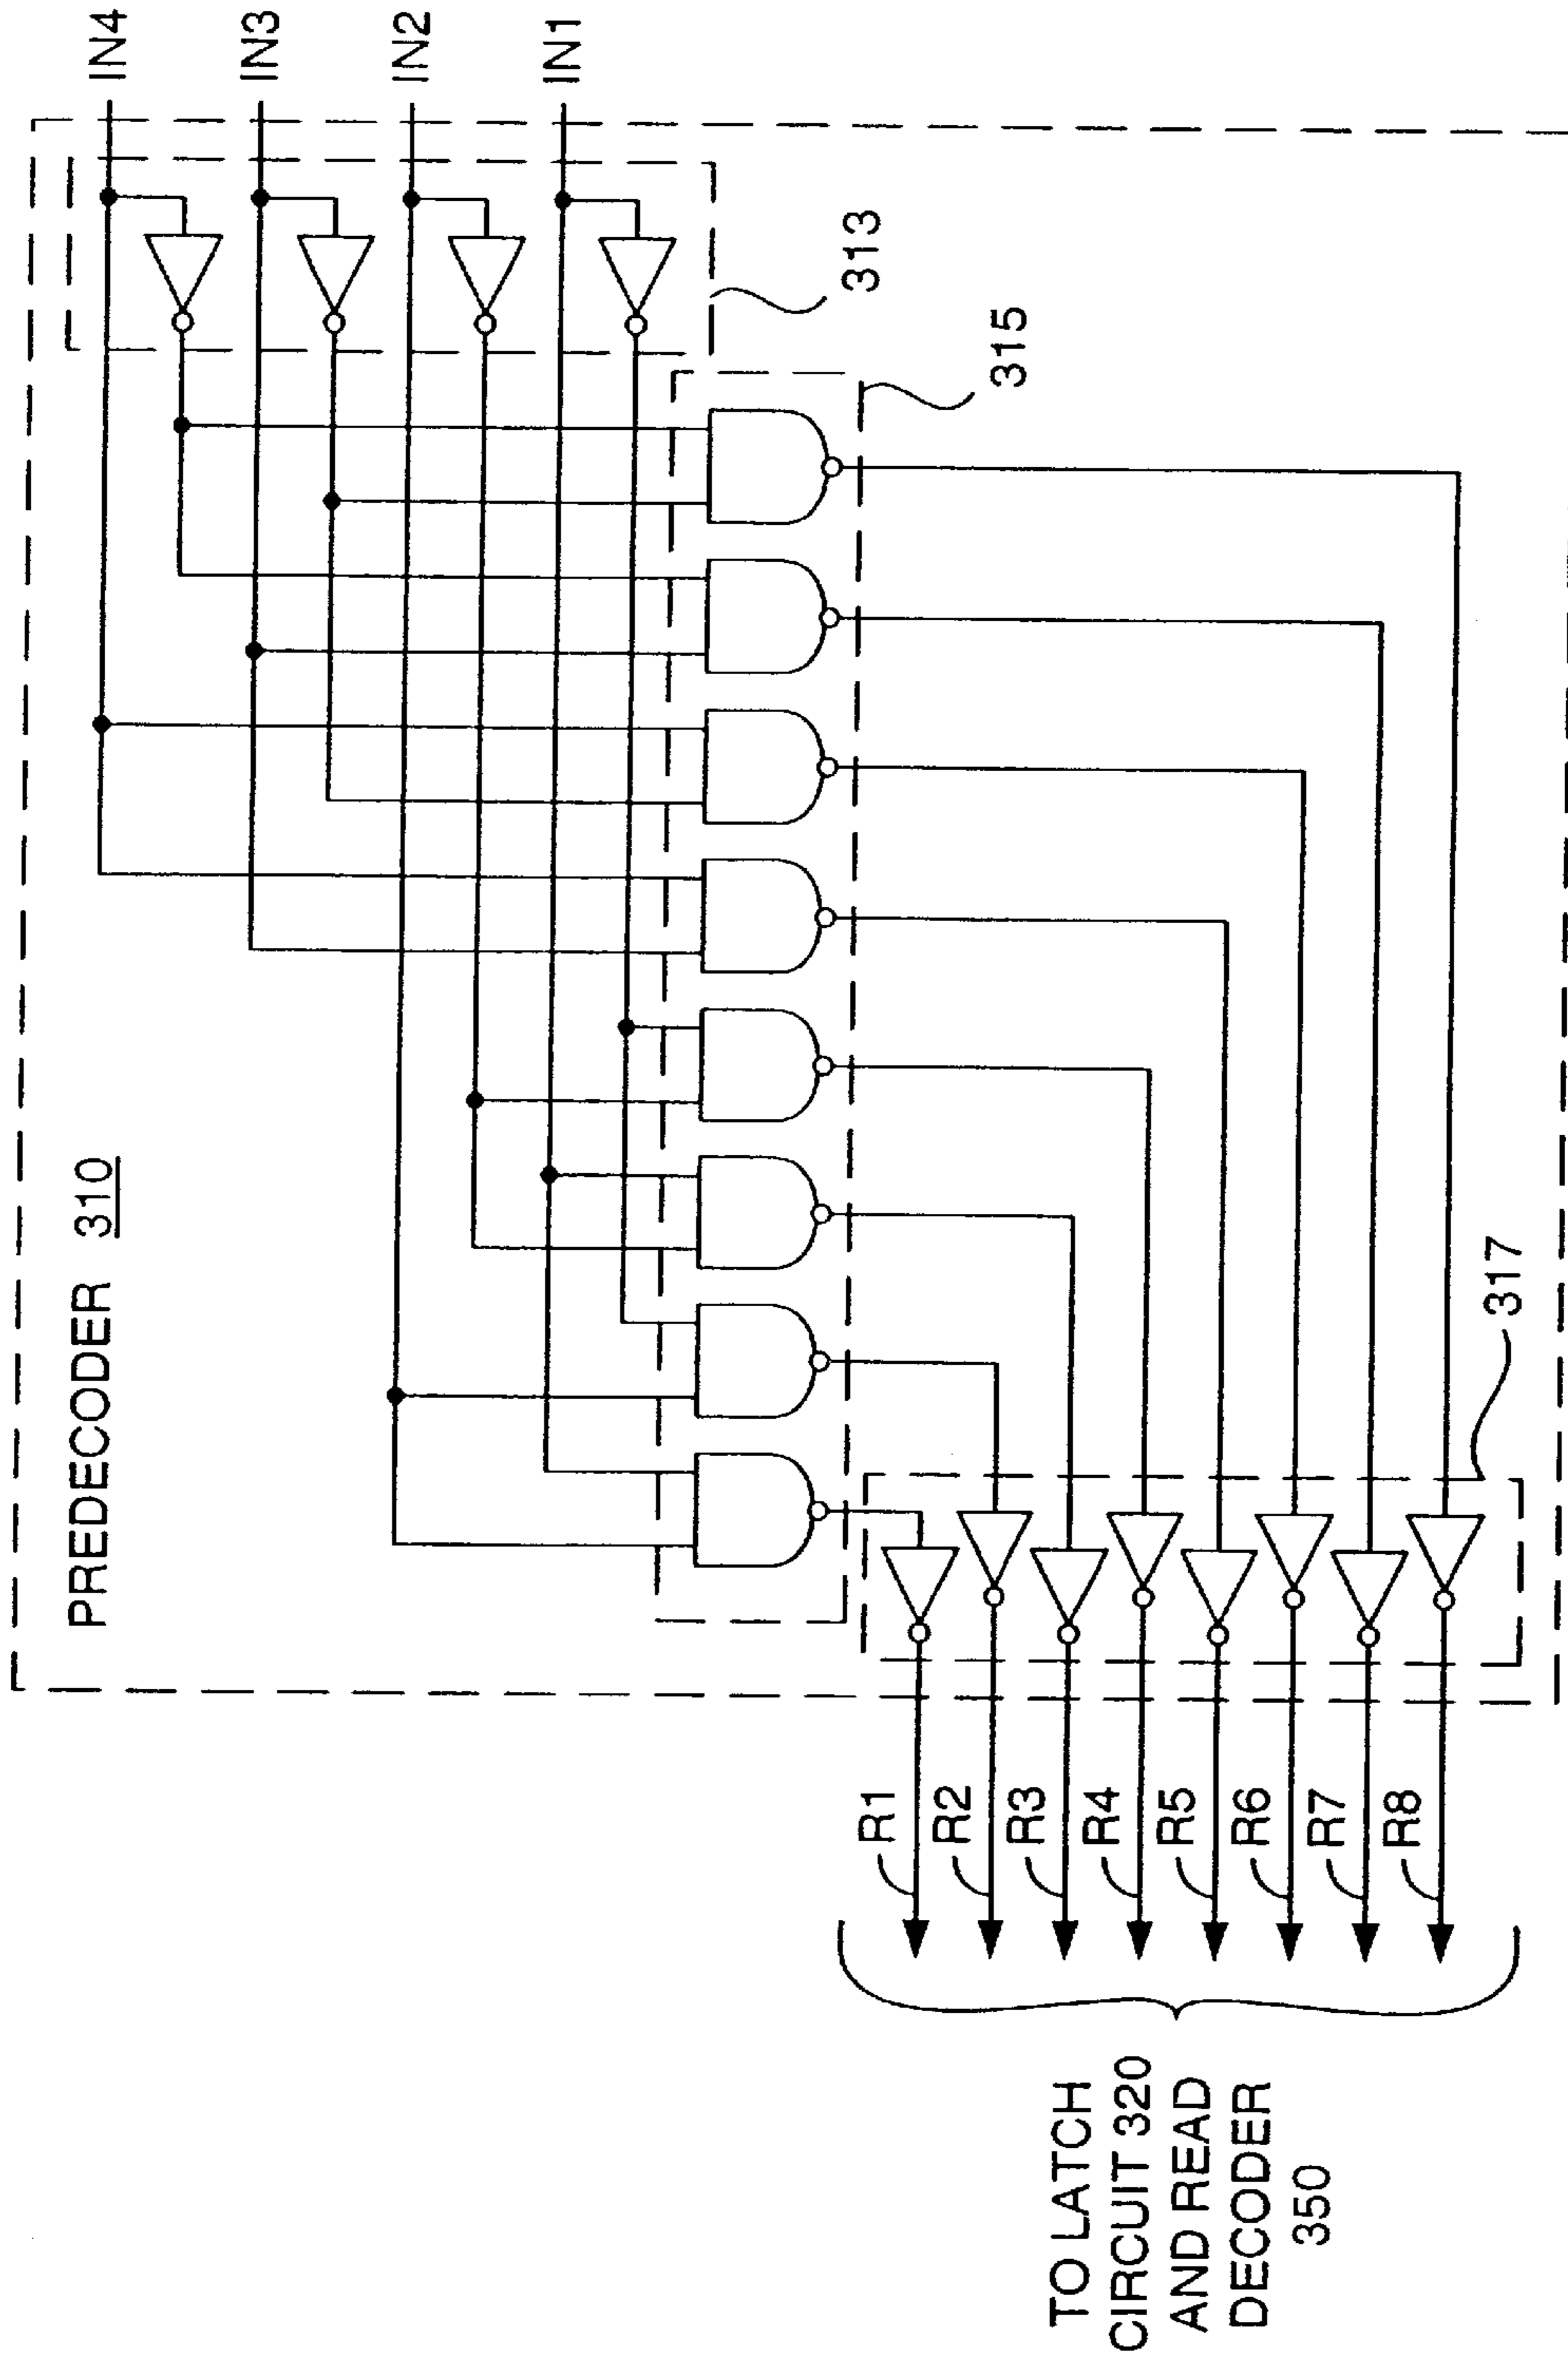 PREDECODER 310
IN4
IN3
IN2
IN1
313
315
317
R1
R2
R3
R4
R5
R6
R7
R8
TO LATCH
CIRCUIT 320
AND READ
DECODER
350